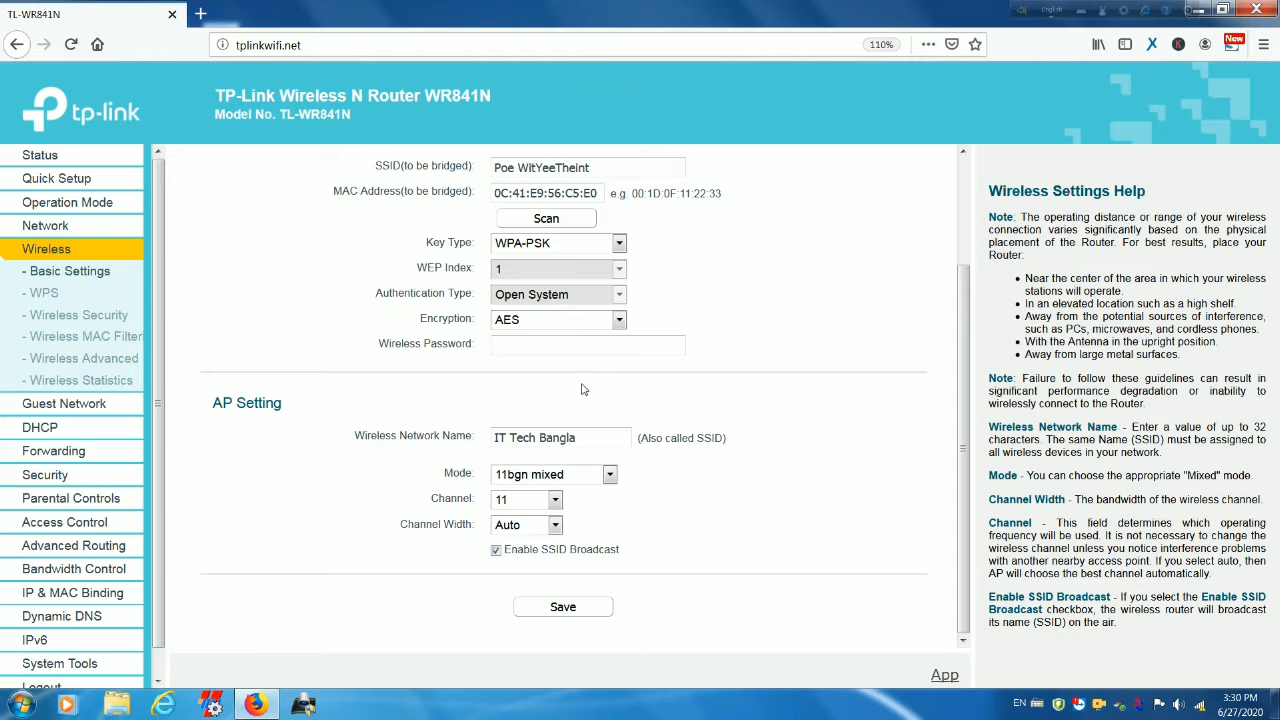 TL-WR841N
English
tplinkwifi.net
110%
New
tp-link
TP-Link Wireless N Router WR841N
Model No. TL-WR841N
Status
Quick Setup
Operation Mode
Network
Wireless
- Basic Settings
- WPS
- Wireless Security
- Wireless MAC Filter
- Wireless Advanced
- Wireless Statistics
Guest Network
DHCP
Forwarding
Security
Parental Controls
Access Control
Advanced Routing
Bandwidth Control
IP & MAC Binding
Dynamic DNS
IPv6
System Tools
Logout
SSID(to be bridged): Poe WitYeeTheint
MAC Address(to be bridged): 0C:41:E9:56:C5:E0 e.g. 00:1D:0F:11:22:33
Scan
Key Type: WPA-PSK
WEP Index: 1
Authentication Type: Open System
Encryption: AES
Wireless Password:
AP Setting
Wireless Network Name: IT Tech Bangla (Also called SSID)
Mode: 11bgn mixed
Channel: 11
Channel Width: Auto
Enable SSID Broadcast
Save
App
Wireless Settings Help
Note: The operating distance or range of your wireless
connection varies significantly based on the physical
placement of the Router. For best results, place your
Router:
• Near the center of the area in which your wireless
stations will operate.
• In an elevated location such as a high shelf.
• Away from the potential sources of interference,
such as PCs, microwaves, and cordless phones.
• With the Antenna in the upright position.
• Away from large metal surfaces.
Note: Failure to follow these guidelines can result in
significant performance degradation or inability to
wirelessly connect to the Router.
Wireless Network Name - Enter a value of up to 32
characters. The same Name (SSID) must be assigned to
all wireless devices in your network.
Mode - You can choose the appropriate "Mixed" mode.
Channel Width - The bandwidth of the wireless channel.
Channel - This field determines which operating
frequency will be used. It is not necessary to change the
wireless channel unless you notice interference problems
with another nearby access point. If you select auto, then
AP will choose the best channel automatically.
Enable SSID Broadcast - If you select the Enable SSID
Broadcast checkbox, the wireless router will broadcast
its name (SSID) on the air.
EN
3:30 PM
6/27/2020